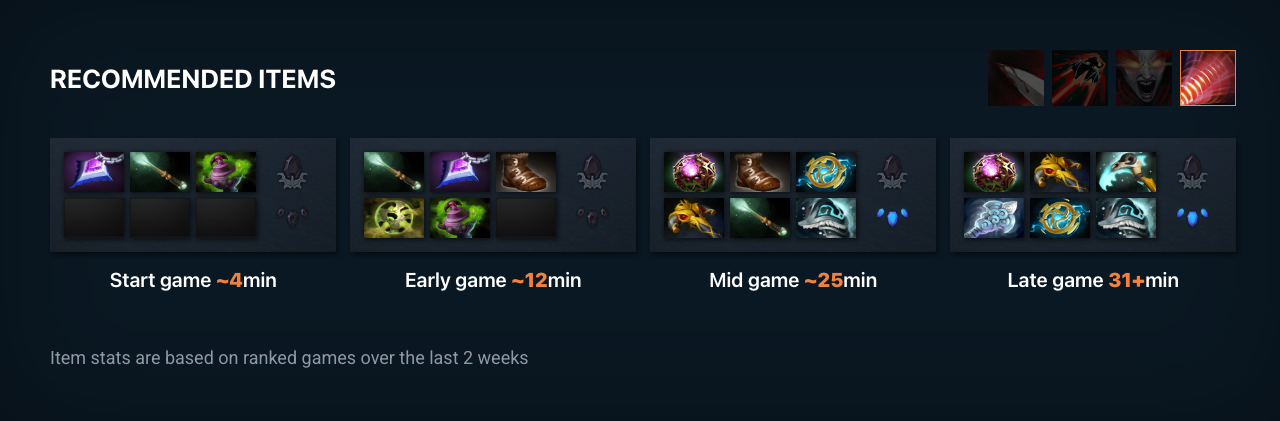 RECOMMENDED ITEMS
Start game ~4min
Early game ~12min
Mid game ~25min
Late game 31+min
Item stats are based on ranked games over the last 2 weeks